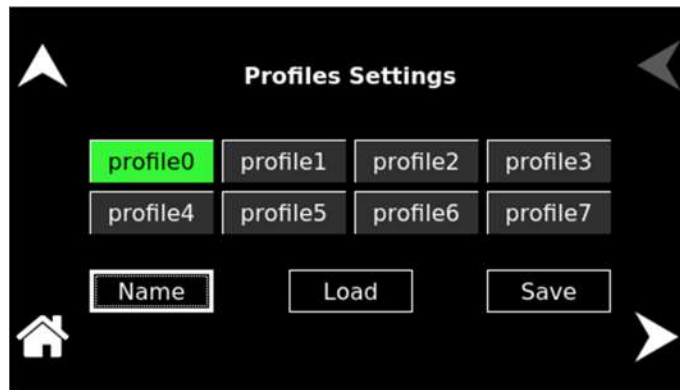 Profiles Settings
profile0 profile1 profile2 profile3
profile4 profile5 profile6 profile7
Name Load Save